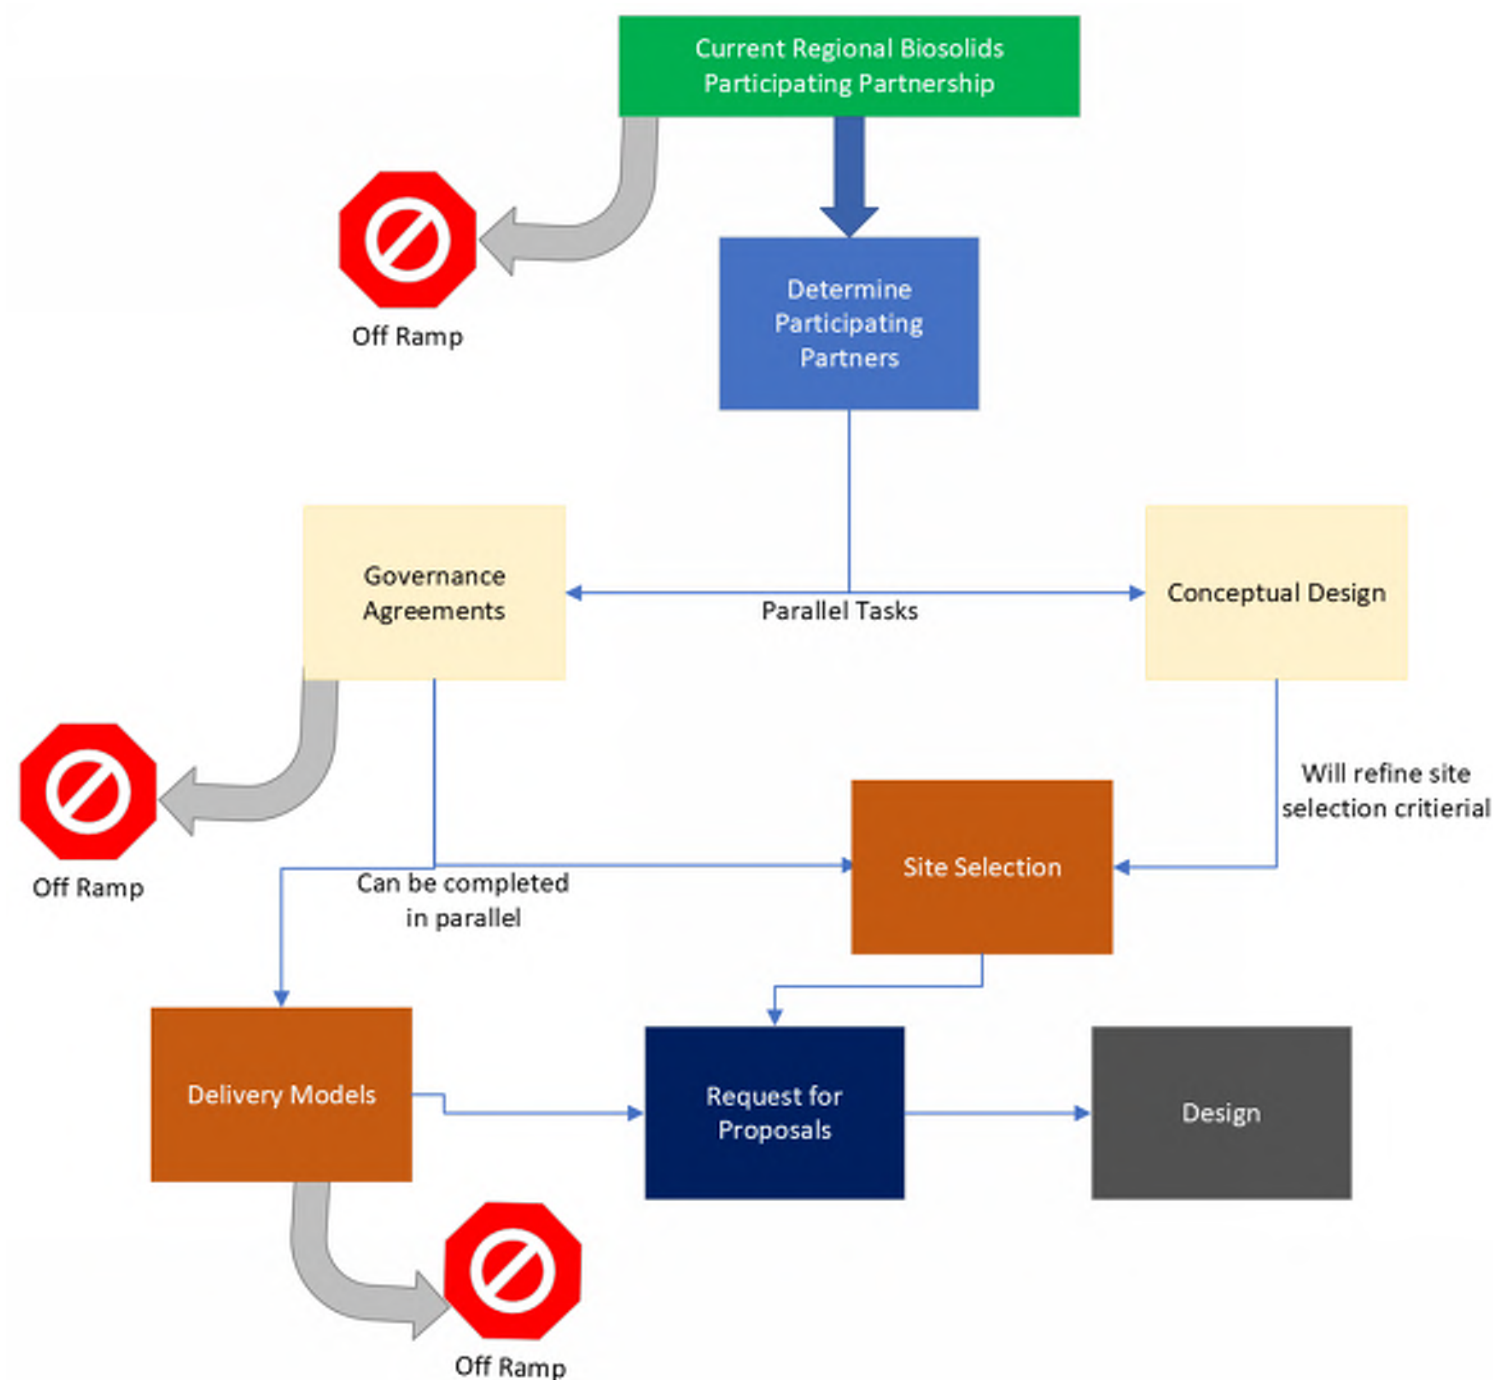 Current Regional Biosolids
Participating Partnership
Off Ramp
Determine
Participating
Partners
Governance
Agreements
Parallel Tasks
Conceptual Design
Will refine site
selection critierial
Off Ramp
Can be completed
in parallel
Site Selection
Delivery Models
Request for
Proposals
Design
Off Ramp